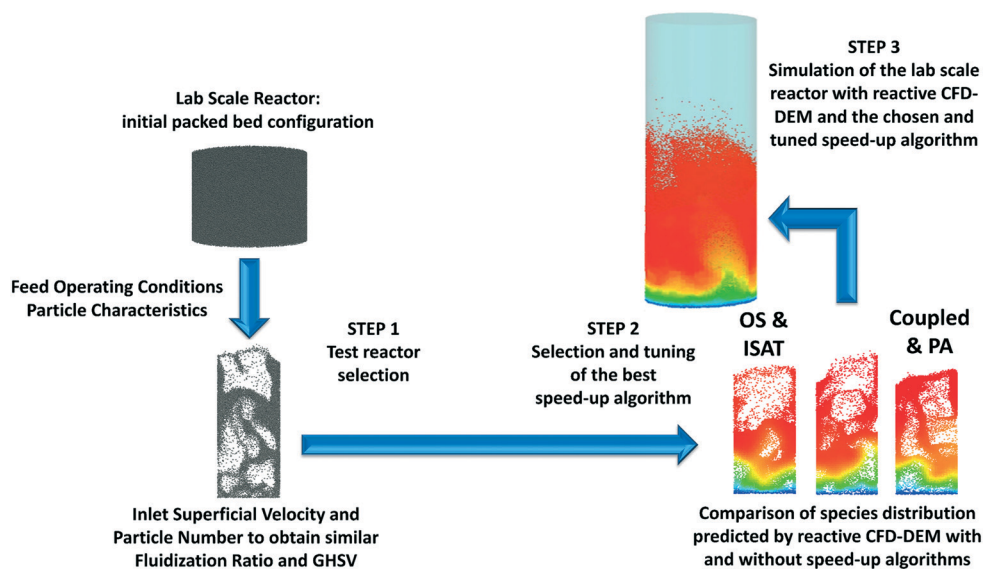 Lab Scale Reactor:
initial packed bed configuration
Feed Operating Conditions
Particle Characteristics
Inlet Superficial Velocity and
Particle Number to obtain similar
Fluidization Ratio and GHSV
STEP 1
Test reactor
selection
STEP 2
Selection and tuning
of the best
speed-up algorithm
OS &
ISAT
Coupled
& PA
Comparison of species distribution
predicted by reactive CFD-DEM with
and without speed-up algorithms
STEP 3
Simulation of the lab scale
reactor with reactive CFD-
DEM and the chosen and
tuned speed-up algorithm